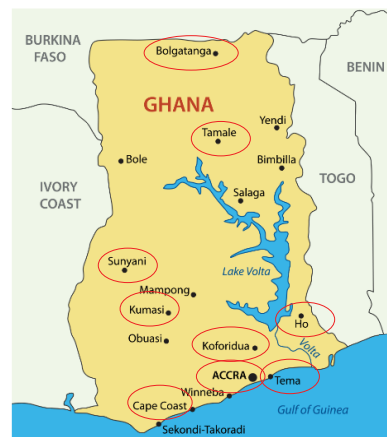 BURKINA
FASO
Bolgatanga
BENIN
GHANA
Yendi
Tamale
Bole
Bimbilla
TOGO
IVORY
COAST
Salaga
Sunyani
Lake Volta
Mampong
Kumasi
Ho
Obuasi
Koforidua
Volta
ACCRA
Tema
Winneba
Cape Coast
Gulf of Guinea
Sekondi-Takoradi